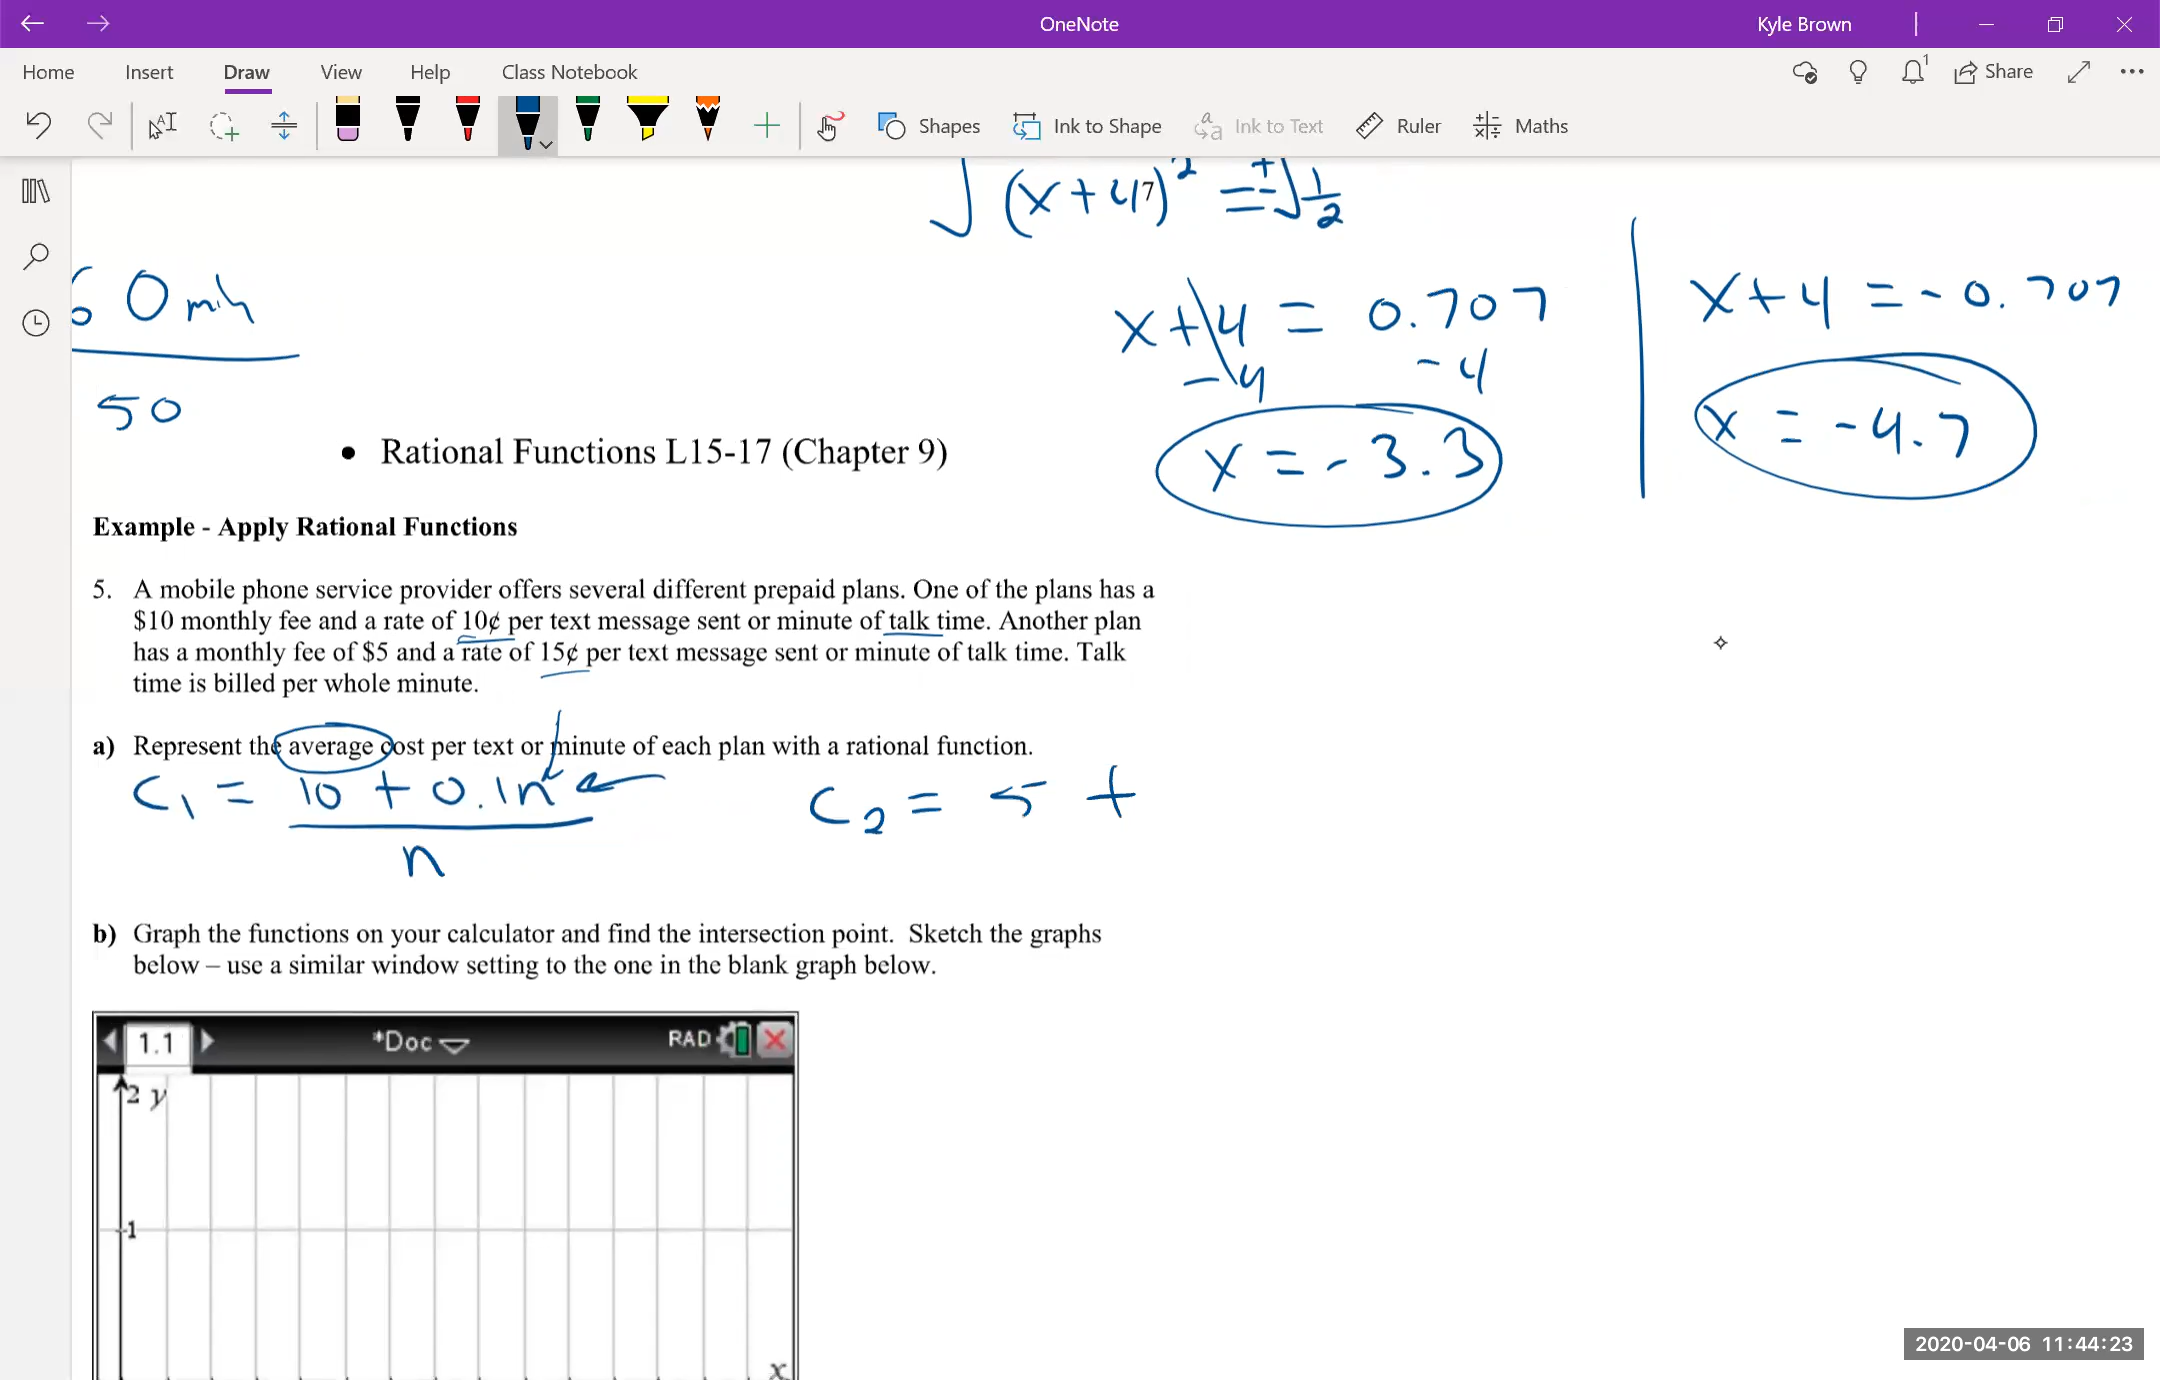 OneNote
Kyle Brown
Home Insert Draw View Help Class Notebook
1 Share
Shapes Ink to Shape Ink to Text Ruler Maths
√(x+4)² = ±√1/2
7
60 min
50
x+4 = 0.707
-4 -4
x = -3.3
x+4 = -0.707
x = -4.7
• Rational Functions L15-17 (Chapter 9)
Example - Apply Rational Functions
5. A mobile phone service provider offers several different prepaid plans. One of the plans has a
$10 monthly fee and a rate of 10¢ per text message sent or minute of talk time. Another plan
has a monthly fee of $5 and a rate of 15¢ per text message sent or minute of talk time. Talk
time is billed per whole minute.
a) Represent the average cost per text or minute of each plan with a rational function.
C₁ = 10 + 0.1n
n
C₂ = 5 +
b) Graph the functions on your calculator and find the intersection point. Sketch the graphs
below – use a similar window setting to the one in the blank graph below.
1.1 *Doc RAD
2 y
1
x
2020-04-06 11:44:23